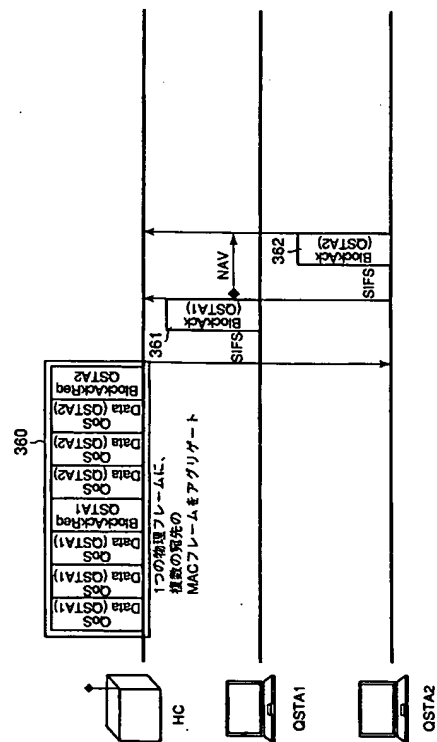 360
QoS
Data (QSTA1)
QoS
Data (QSTA1)
QoS
Data (QSTA1)
BlockAckReq
QSTA1
QoS
Data (QSTA2)
QoS
Data (QSTA2)
QoS
Data (QSTA2)
BlockAckReq
QSTA2
1つの物理フレームに、
複数の宛先の
MACフレームをアグリゲート
HC
361
SIFS
BlockAck
(QSTA1)
NAV
QSTA1
362
SIFS
BlockAck
(QSTA2)
QSTA2